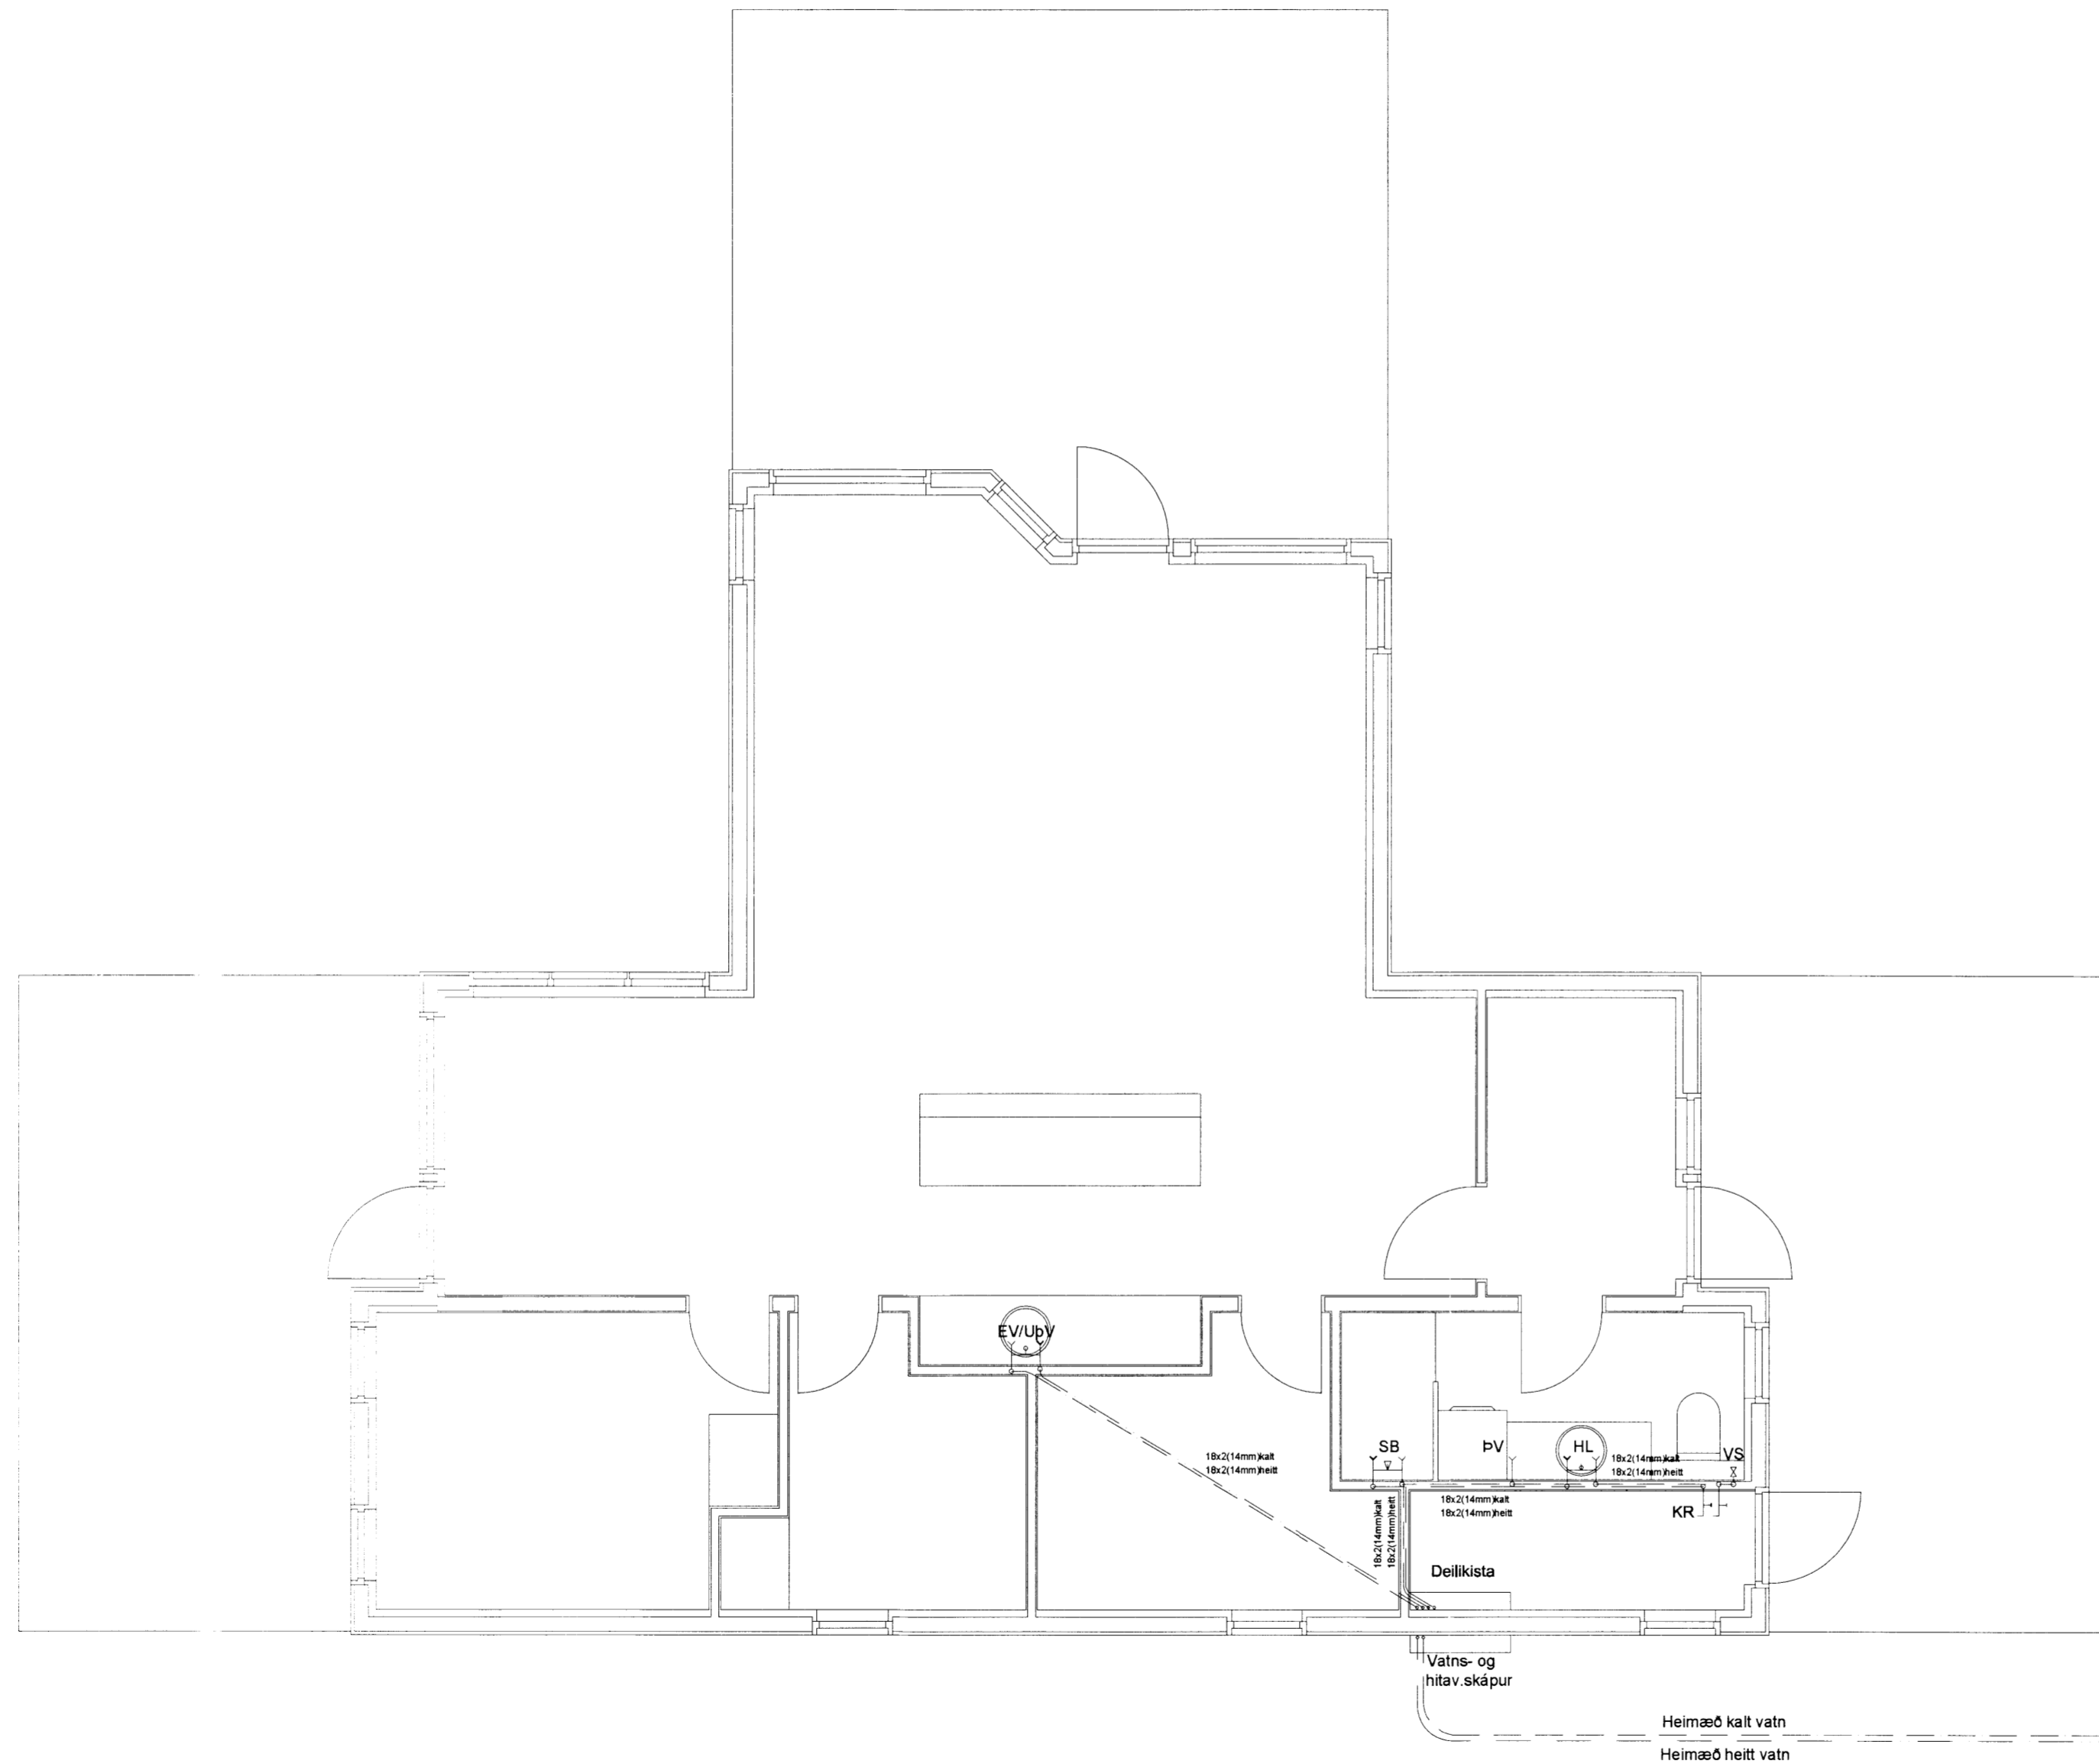 EV/UþV
18x2(14mm)kalt
18x2(14mm)heitt
SB
ÞV
HL
VS
18x2(14mm)kalt
18x2(14mm)heitt
18x2(14mm)kalt
18x2(14mm)heitt
18x2(14mm)kalt
18x2(14mm)heitt
KR
Deilikista
Vatns- og
hitav.skápur
Heimæð kalt vatn
Heimæð heitt vatn